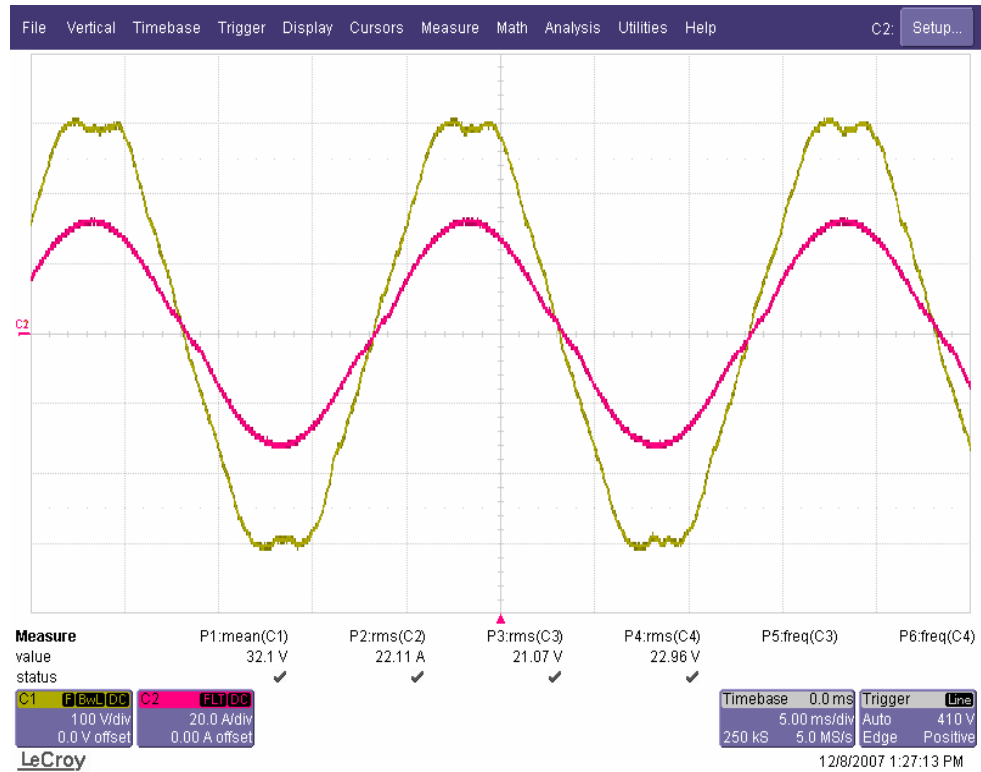 File Vertical Timebase Trigger Display Cursors Measure Math Analysis Utilities Help C2: Setup...
C2
Measure P1:mean(C1) P2:rms(C2) P3:rms(C3) P4:rms(C4) P5:freq(C3) P6:freq(C4)
value 32.1 V 22.11 A 21.07 V 22.96 V
status
C1 F BwL DC C2 FLT DC Timebase 0.0 ms Trigger Line
100 V/div 20.0 A/div 5.00 ms/div Auto 410 V
0.0 V offset 0.00 A offset 250 kS 5.0 MS/s Edge Positive
LeCroy 12/8/2007 1:27:13 PM